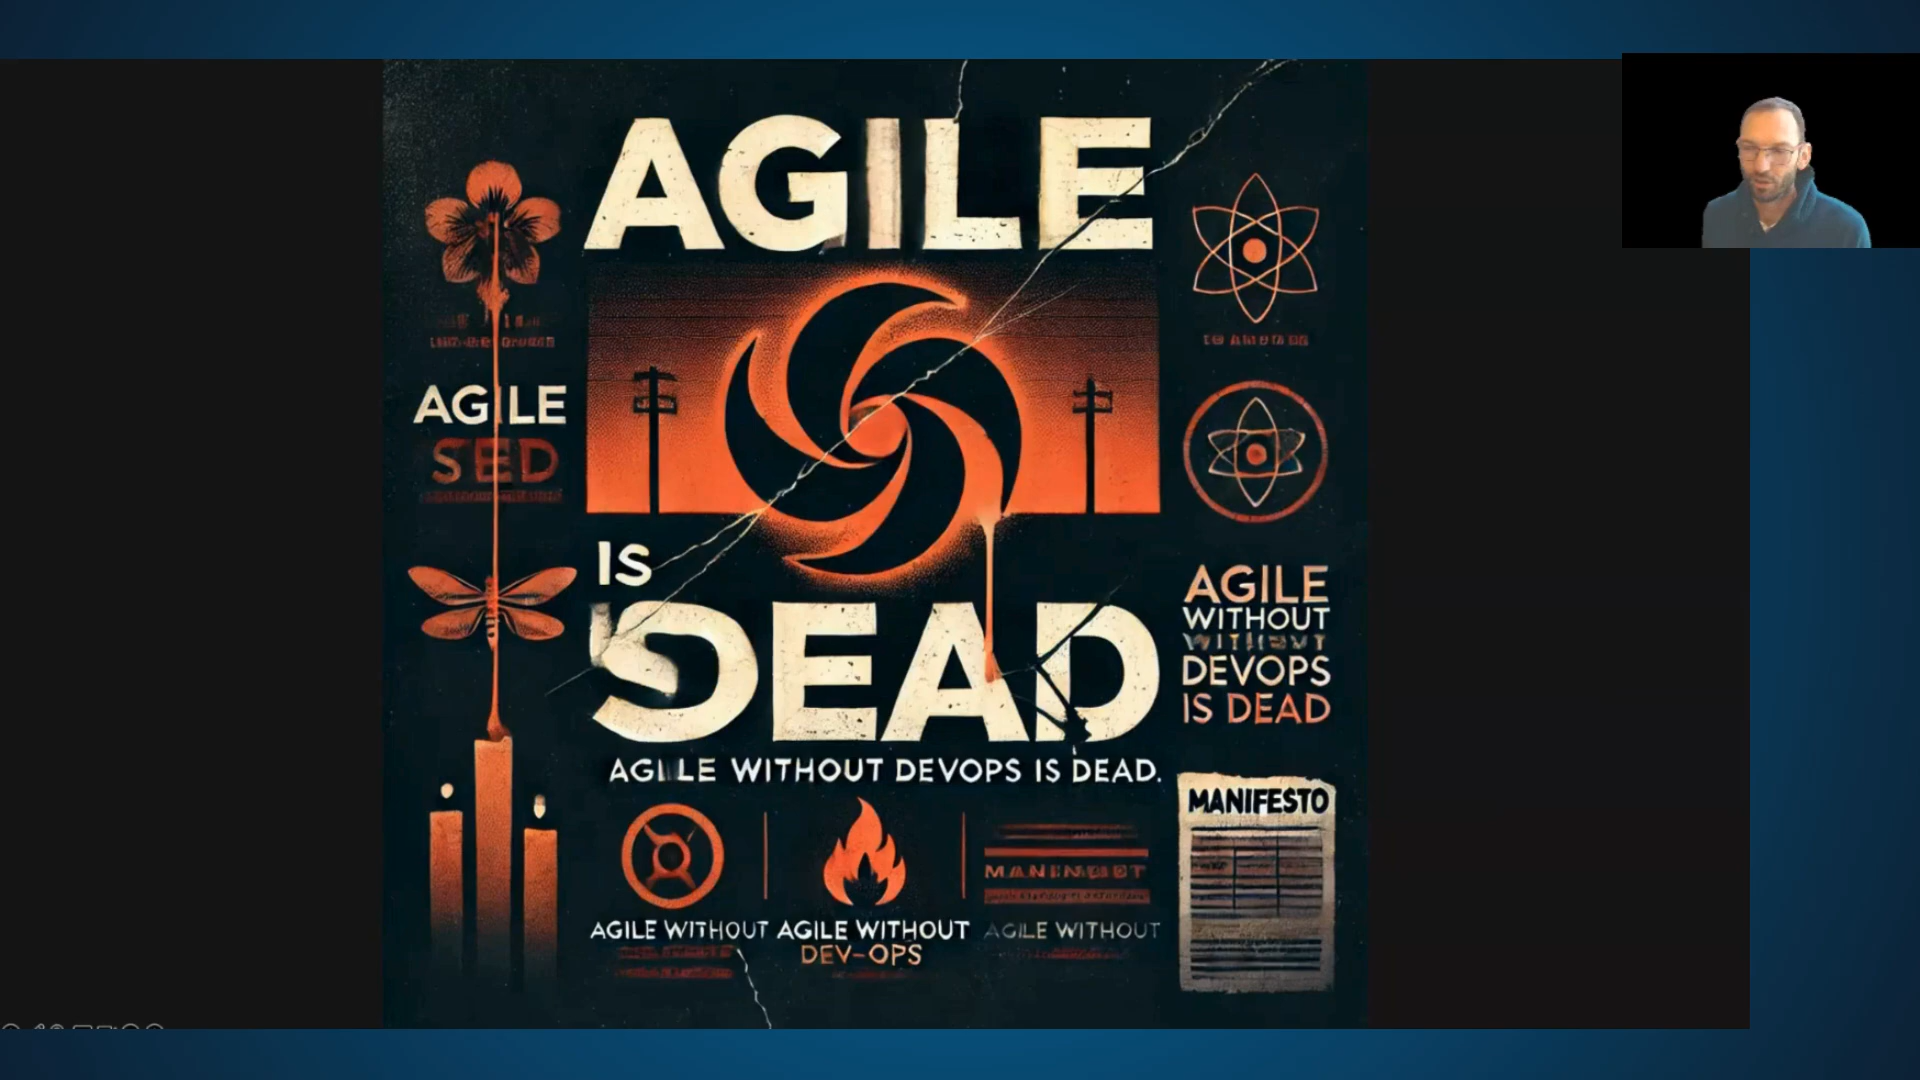 AGILE
AGILE
SED
IS
DEAD
AGILE WITHOUT DEVOPS IS DEAD.
AGILE
WITHOUT
WITHOUT
DEVOPS
IS DEAD
MANIFESTO
AGILE WITHOUT
AGILE WITHOUT
DEV-OPS
AGILE WITHOUT